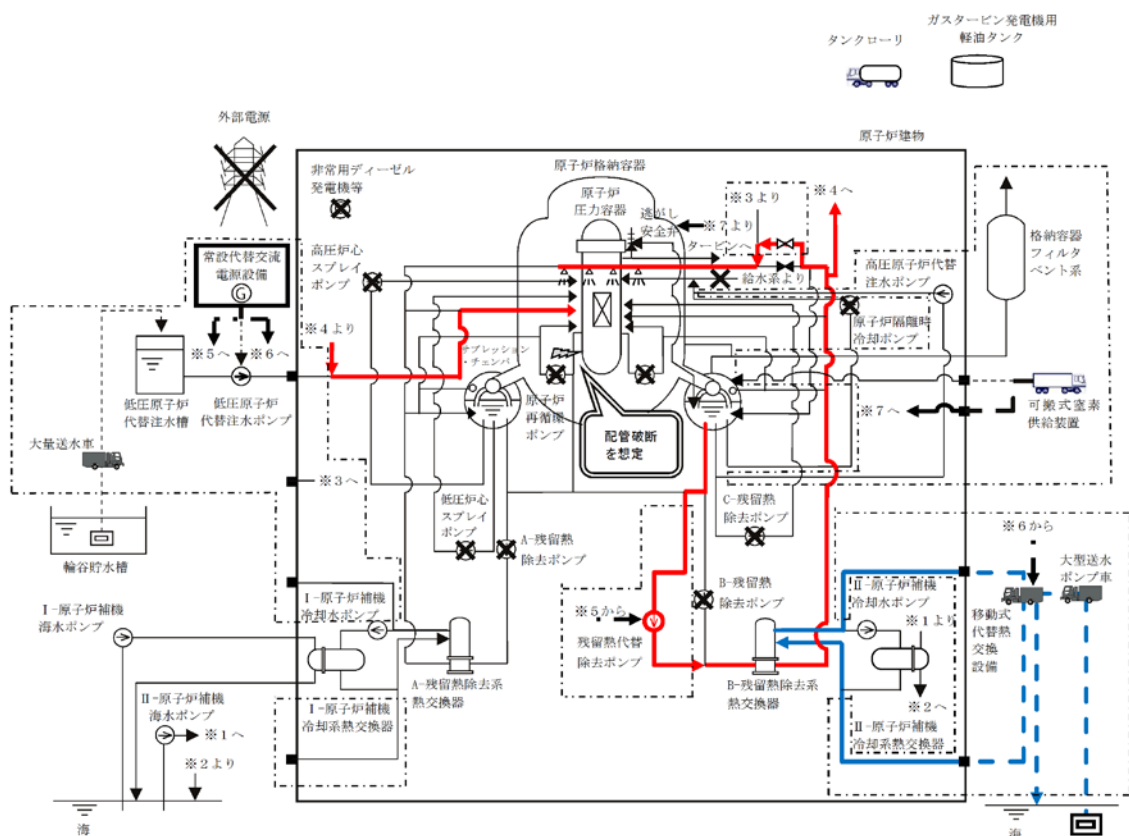 ガスタービン発電機用
軽油タンク
タンクローリ
外部電源
原子炉建物
非常用ディーゼル
発電機等
原子炉格納容器
原子炉
圧力容器
逃がし
安全弁
※7より
※3より
※4へ
タービンへ
給水系より
格納容器
フィルタ
ベント系
常設代替交流
電源設備
G
高圧炉心
スプレイ
ポンプ
高圧原子炉代替
注水ポンプ
原子炉隔離時
冷却ポンプ
※4より
※5へ
※6へ
サプレッション
・チェンバ
低圧原子炉
代替注水槽
低圧原子炉
代替注水ポンプ
原子炉
再循環
ポンプ
配管破断
を想定
※7へ
可搬式窒素
供給装置
大量送水車
※3へ
輪谷貯水槽
低圧炉心
スプレイ
ポンプ
A-残留熱
除去ポンプ
C-残留熱
除去ポンプ
B-残留熱
除去ポンプ
※5から
残留熱代替
除去ポンプ
※6から
大型送水
ポンプ車
移動式
代替熱
交換
設備
Ⅰ-原子炉補機
海水ポンプ
Ⅰ-原子炉補機
冷却水ポンプ
Ⅱ-原子炉補機
冷却水ポンプ
※1より
※2へ
A-残留熱除去系
熱交換器
B-残留熱除去系
熱交換器
Ⅱ-原子炉補機
海水ポンプ
※1へ
※2より
Ⅰ-原子炉補機
冷却系熱交換器
Ⅱ-原子炉補機
冷却系熱交換器
海
海